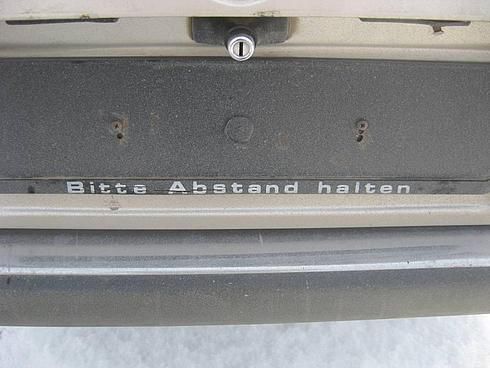 Bitte Abstand halten